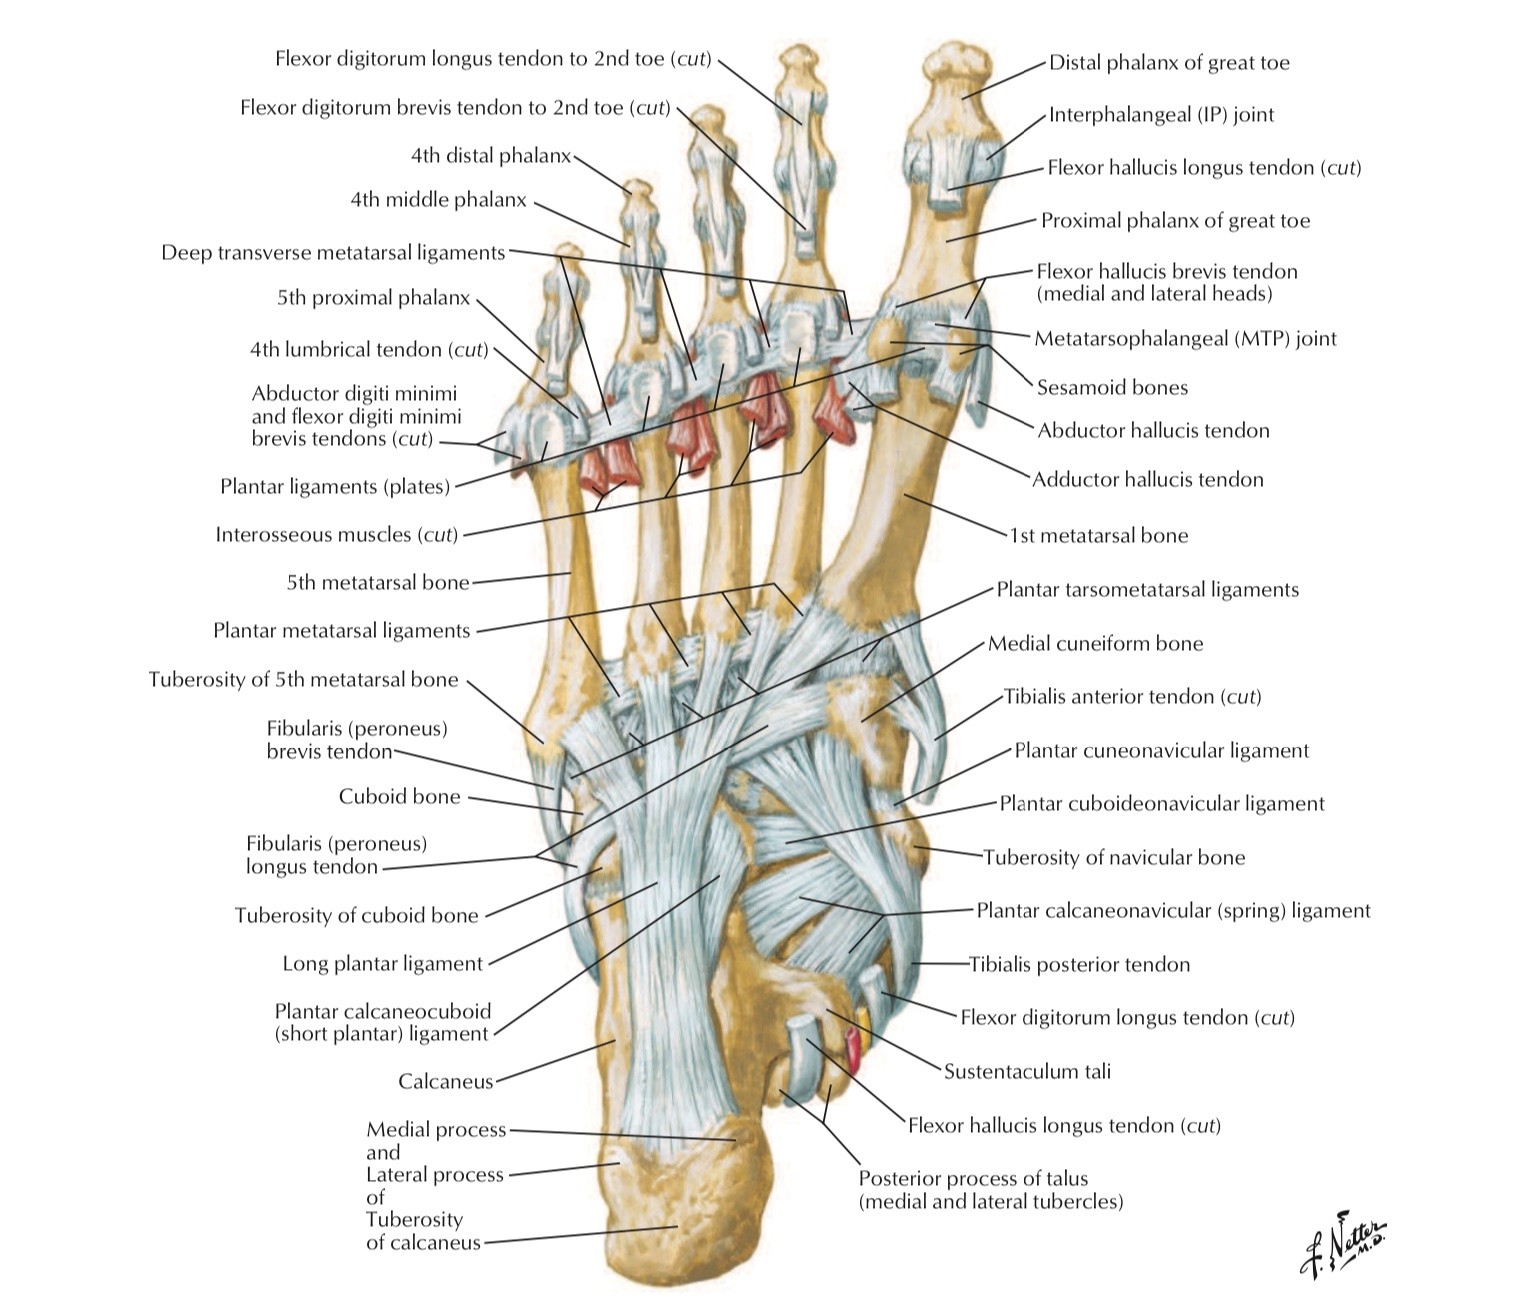 Flexor digitorum longus tendon to 2nd toe (cut)
Flexor digitorum brevis tendon to 2nd toe (cut)
4th distal phalanx
4th middle phalanx
Deep transverse metatarsal ligaments
5th proximal phalanx
4th lumbrical tendon (cut)
Abductor digiti minimi
and flexor digiti minimi
brevis tendons (cut)
Plantar ligaments (plates)
Interosseous muscles (cut)
5th metatarsal bone
Plantar metatarsal ligaments
Tuberosity of 5th metatarsal bone
Fibularis (peroneus)
brevis tendon
Cuboid bone
Fibularis (peroneus)
longus tendon
Tuberosity of cuboid bone
Long plantar ligament
Plantar calcaneocuboid
(short plantar) ligament
Calcaneus
Medial process
and
Lateral process
of
Tuberosity
of calcaneus
Distal phalanx of great toe
Interphalangeal (IP) joint
Flexor hallucis longus tendon (cut)
Proximal phalanx of great toe
Flexor hallucis brevis tendon
(medial and lateral heads)
Metatarsophalangeal (MTP) joint
Sesamoid bones
Abductor hallucis tendon
Adductor hallucis tendon
1st metatarsal bone
Plantar tarsometatarsal ligaments
Medial cuneiform bone
Tibialis anterior tendon (cut)
Plantar cuneonavicular ligament
Plantar cuboideonavicular ligament
Tuberosity of navicular bone
Plantar calcaneonavicular (spring) ligament
Tibialis posterior tendon
Flexor digitorum longus tendon (cut)
Sustentaculum tali
Flexor hallucis longus tendon (cut)
Posterior process of talus
(medial and lateral tubercles)
F. Netter
M.D.